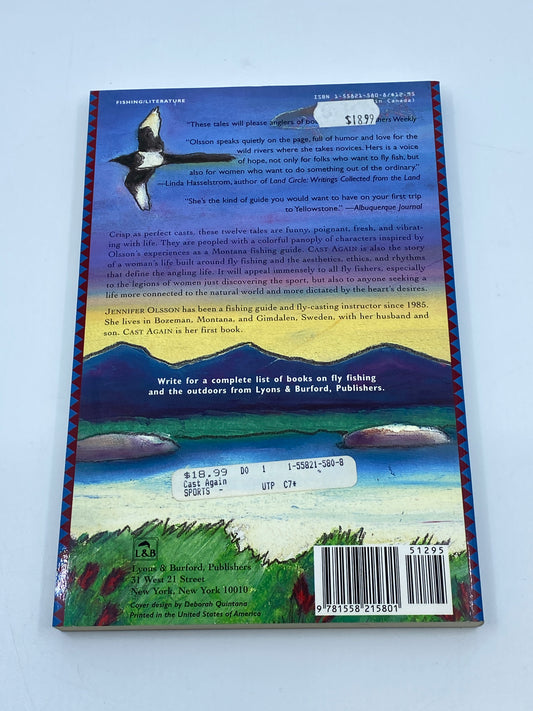 FISHING/LITERATURE
ISBN 1-55821-580-8/$12.95
in Canada)
$18.99
"These tales will please anglers of bo hers Weekly
"Olsson speaks quietly on the page, full of humor and love for the
wild rivers where she takes novices. Hers is a voice
of hope, not only for folks who want to fly fish, but
also for women who want to do something out of the ordinary."
—Linda Hasselstrom, author of Land Circle: Writings Collected from the Land
"She's the kind of guide you would want to have on your first trip
to Yellowstone." —Albuquerque Journal
Crisp as perfect casts, these twelve tales are funny, poignant, fresh, and vibrat-
ing with life. They are peopled with a colorful panoply of characters inspired by
Olsson's experiences as a Montana fishing guide. CAST AGAIN is also the story
of a woman's life built around fly fishing and the aesthetics, ethics, and rhythms
that define the angling life. It will appeal immensely to all fly fishers, especially
to the legions of women just discovering the sport, but also to anyone seeking a
life more connected to the natural world and more dictated by the heart's desires.
JENNIFER OLSSON has been a fishing guide and fly-casting instructor since 1985.
She lives in Bozeman, Montana, and Gimdalen, Sweden, with her husband and
son. CAST AGAIN is her first book.
Write for a complete list of books on fly fishing
and the outdoors from Lyons & Burford, Publishers.
$18.99 DO 1 1-55821-580-8
Cast Again
SPORTS - UTP C7*
L&B
Lyons & Burford, Publishers
31 West 21 Street
New York, New York 10010
Cover design by Deborah Quintana
Printed in the United States of America
51295
9 781558 215801